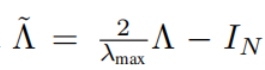 . Λ̃ = 2/λ_max Λ − I_N